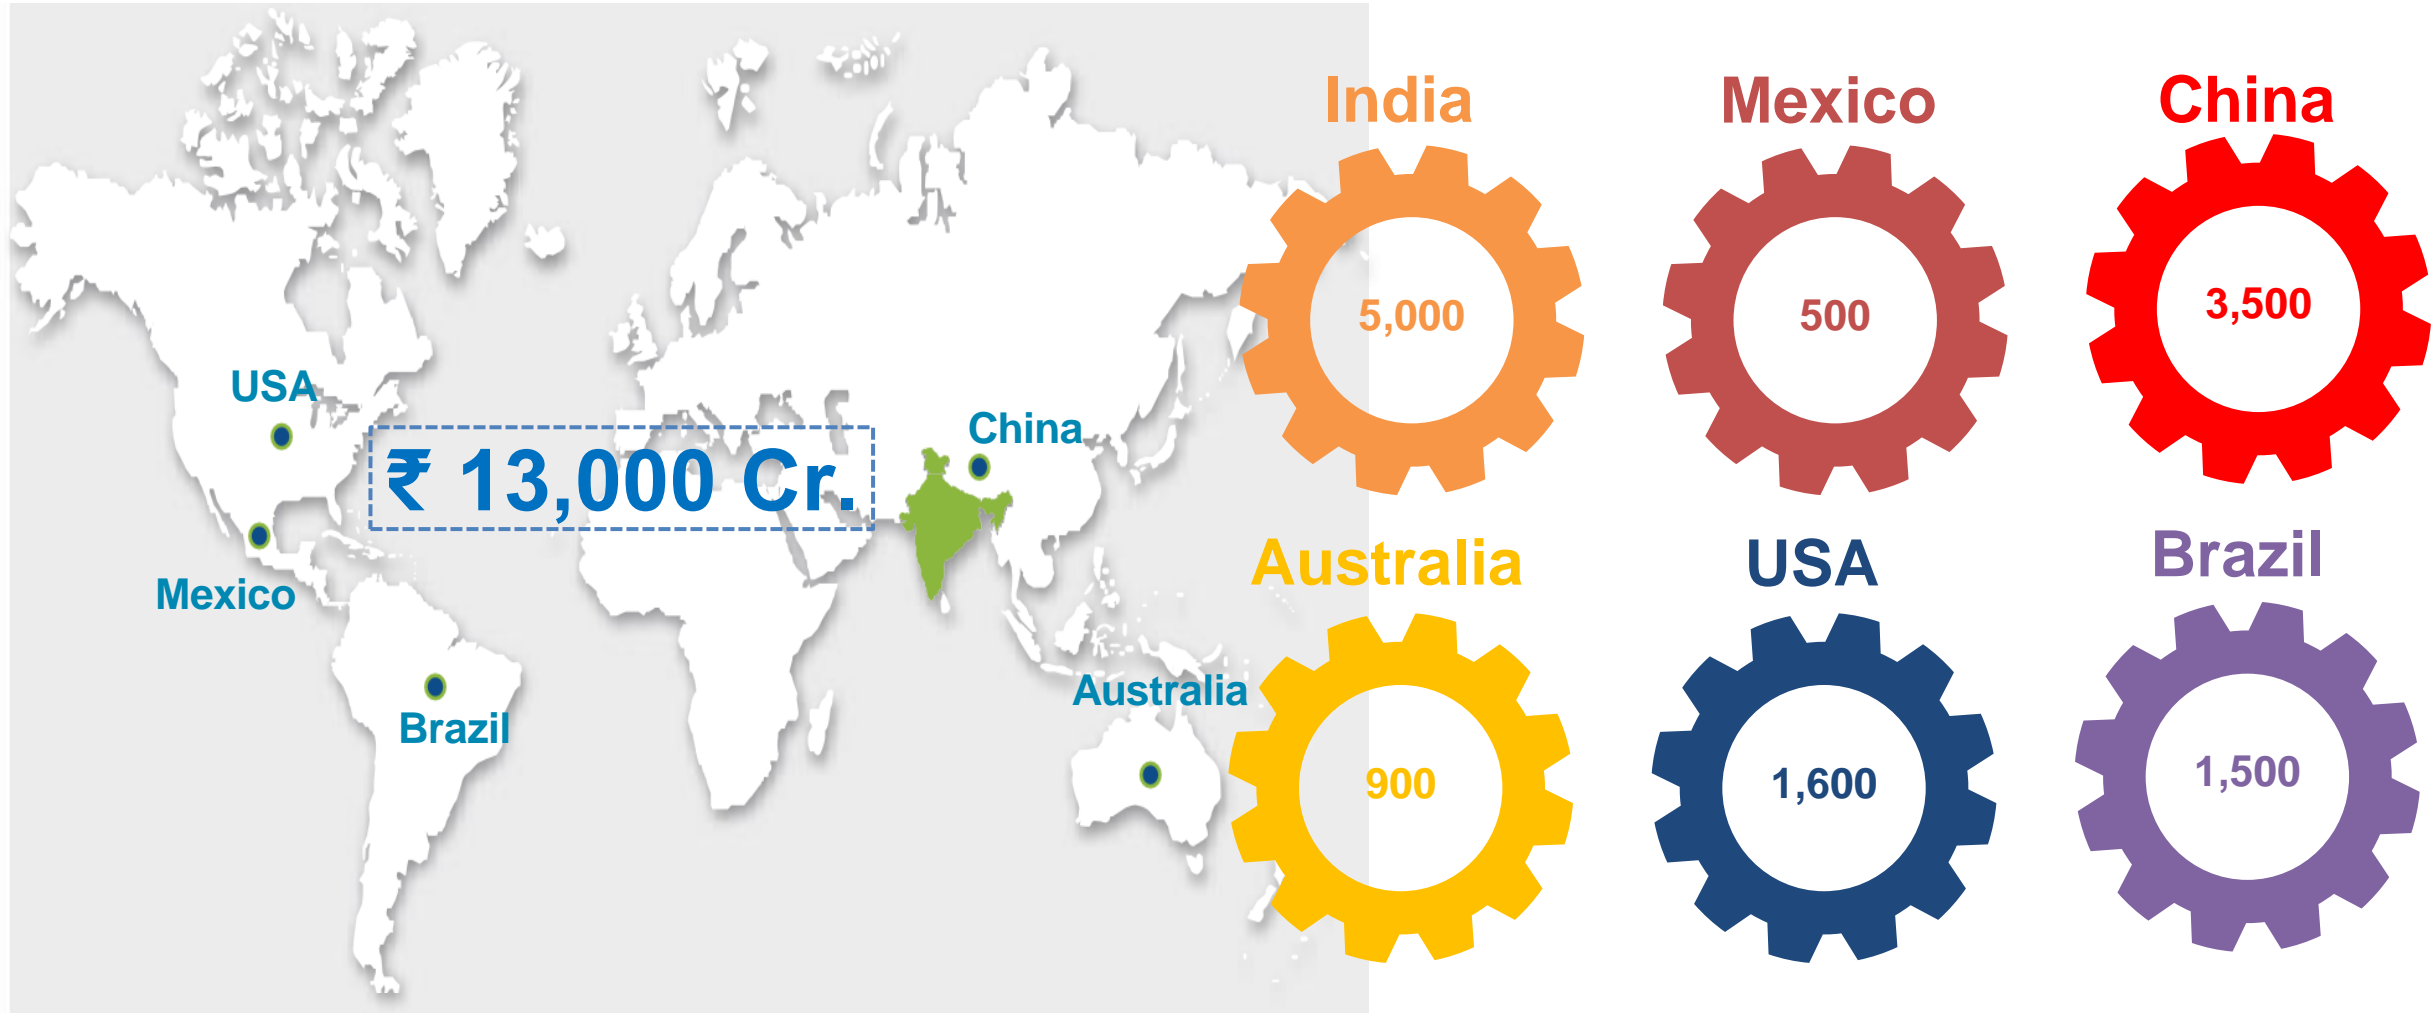 USA
China
₹ 13,000 Cr.
Mexico
Australia
Brazil
India
Mexico
China
5,000
500
3,500
Australia
USA
Brazil
900
1,600
1,500